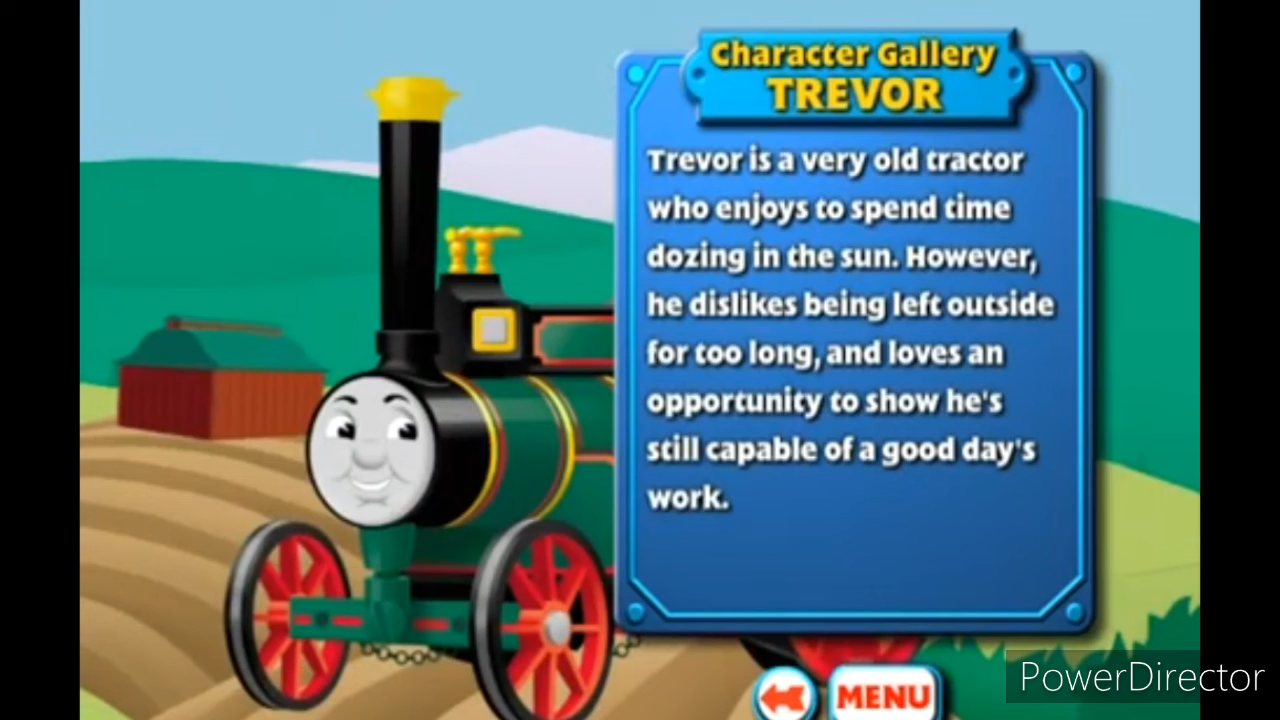 Character Gallery
TREVOR
Trevor is a very old tractor
who enjoys to spend time
dozing in the sun. However,
he dislikes being left outside
for too long, and loves an
opportunity to show he's
still capable of a good day's
work.
MENU
PowerDirector